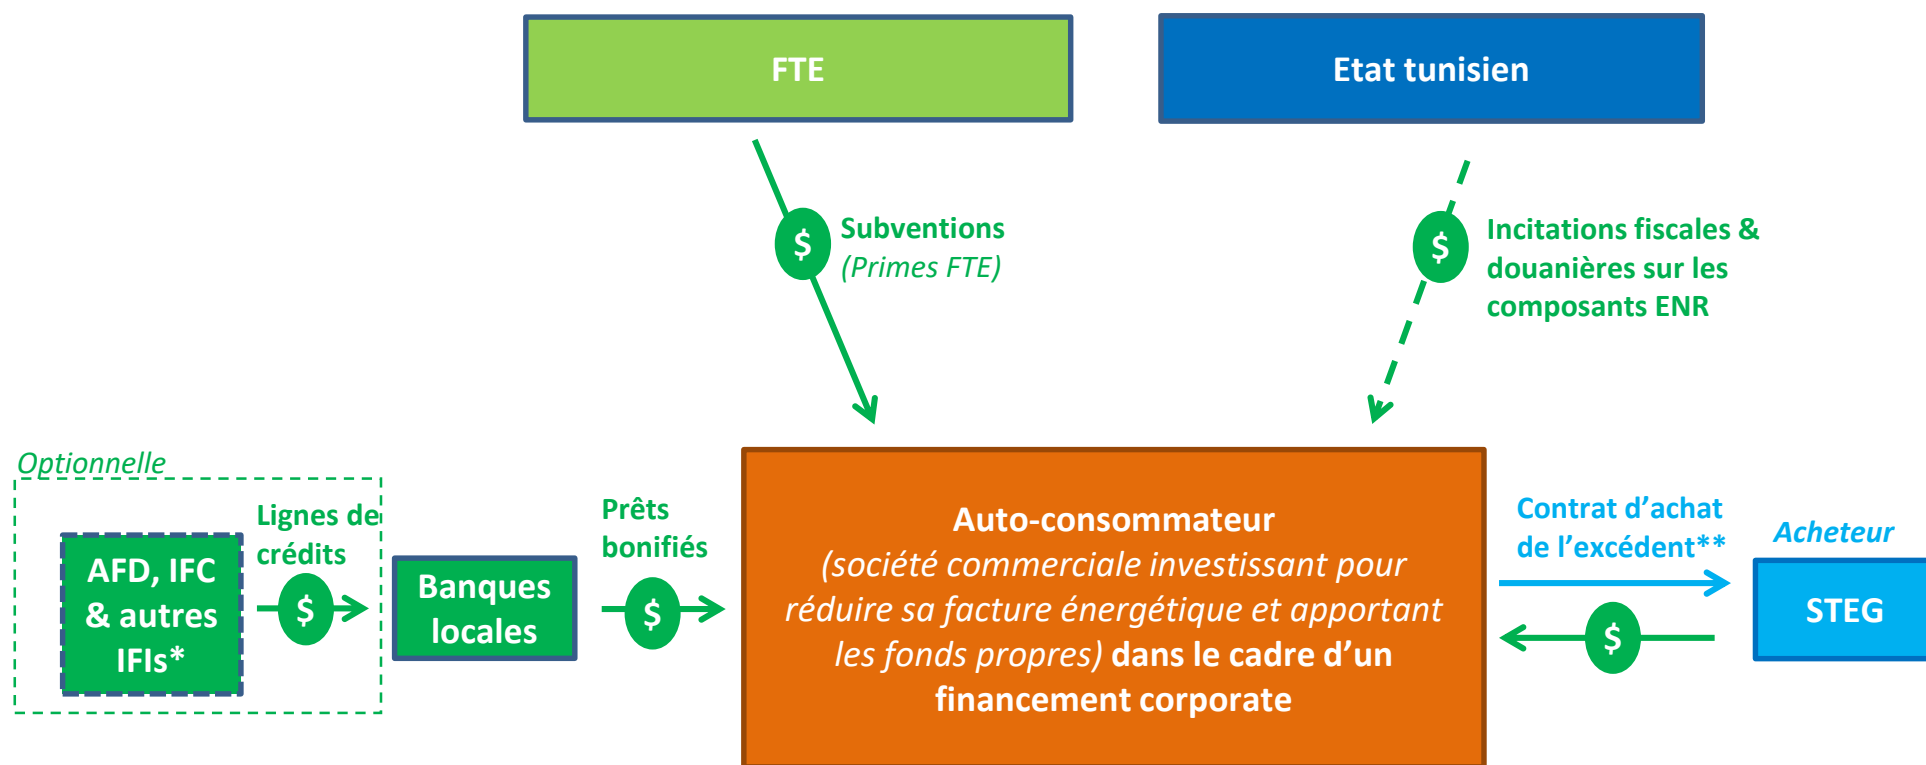 FTE
Etat tunisien
$
Subventions
(Primes FTE)
$
Incitations fiscales &
douanières sur les
composants ENR
Optionnelle
AFD, IFC
& autres
IFIs*
Lignes de
crédits
$
Banques
locales
Prêts
bonifiés
$
Auto-consommateur
(société commerciale investissant pour
réduire sa facture énergétique et apportant
les fonds propres) dans le cadre d’un
financement corporate
Contrat d’achat
de l’excédent**
$
Acheteur
STEG